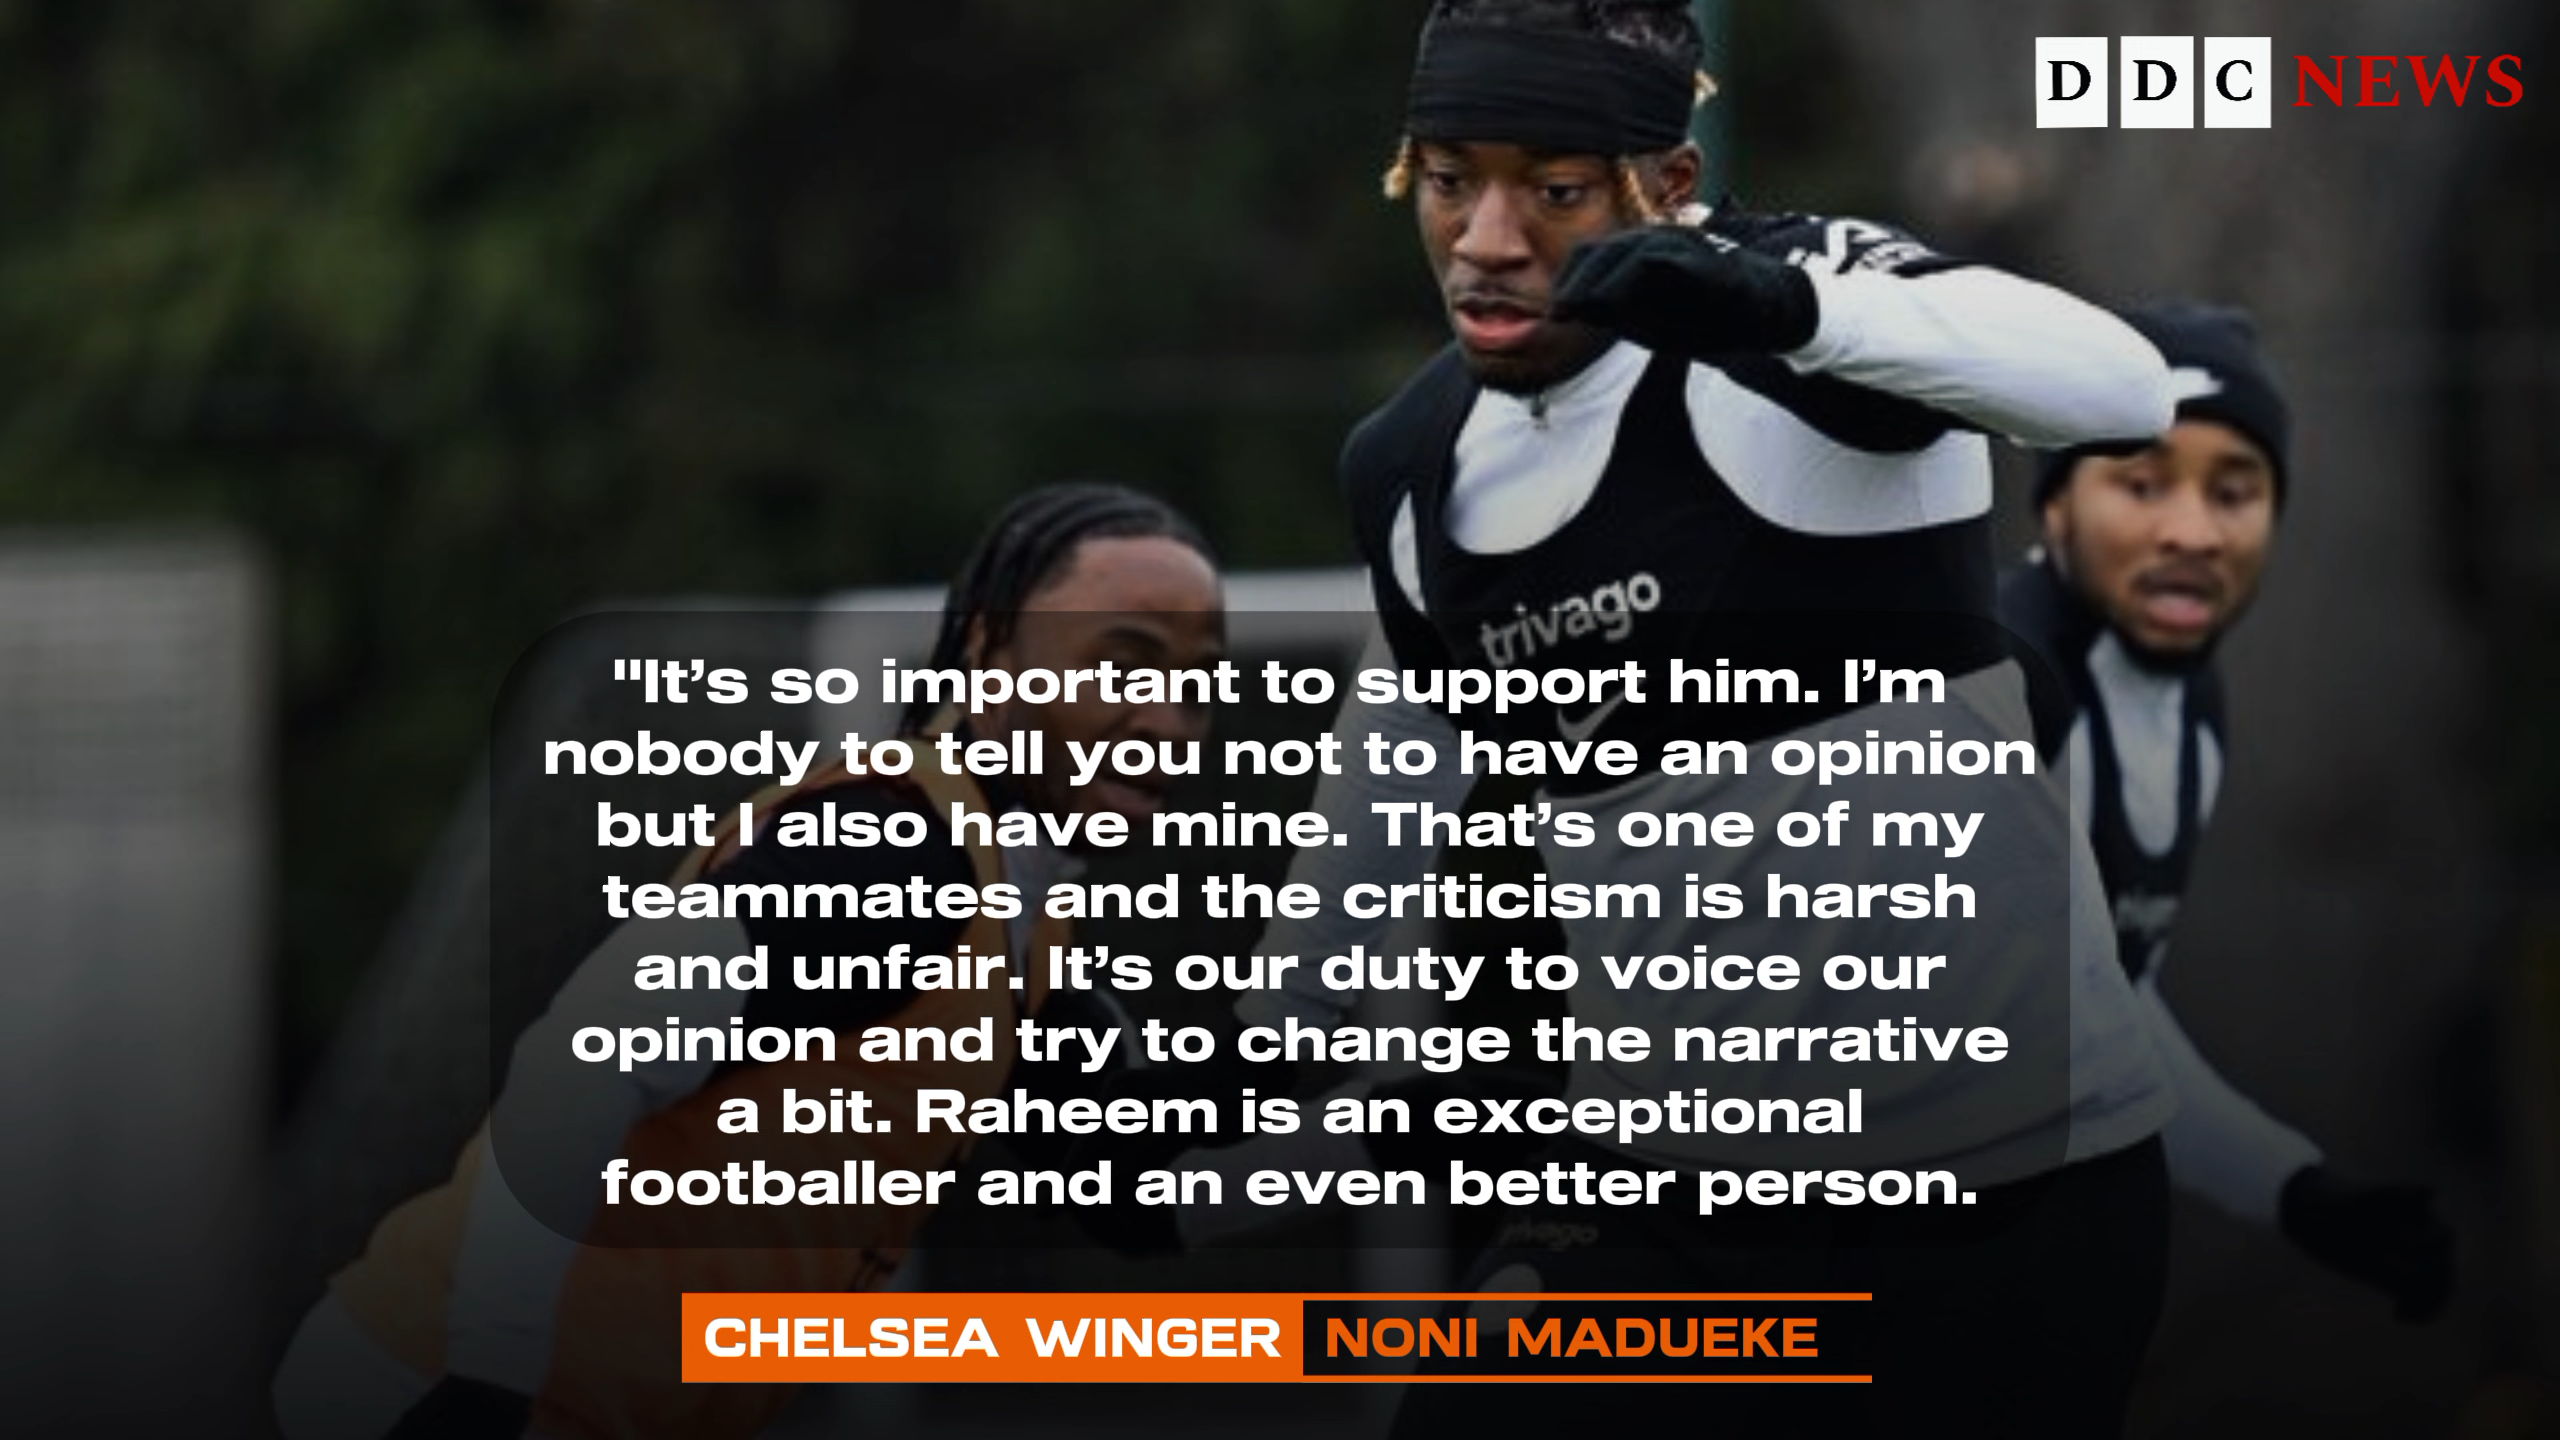 DDC NEWS
trivago
"It’s so important to support him. I’m
nobody to tell you not to have an opinion
but I also have mine. That’s one of my
teammates and the criticism is harsh
and unfair. It’s our duty to voice our
opinion and try to change the narrative
a bit. Raheem is an exceptional
footballer and an even better person.
trivago
CHELSEA WINGER NONI MADUEKE